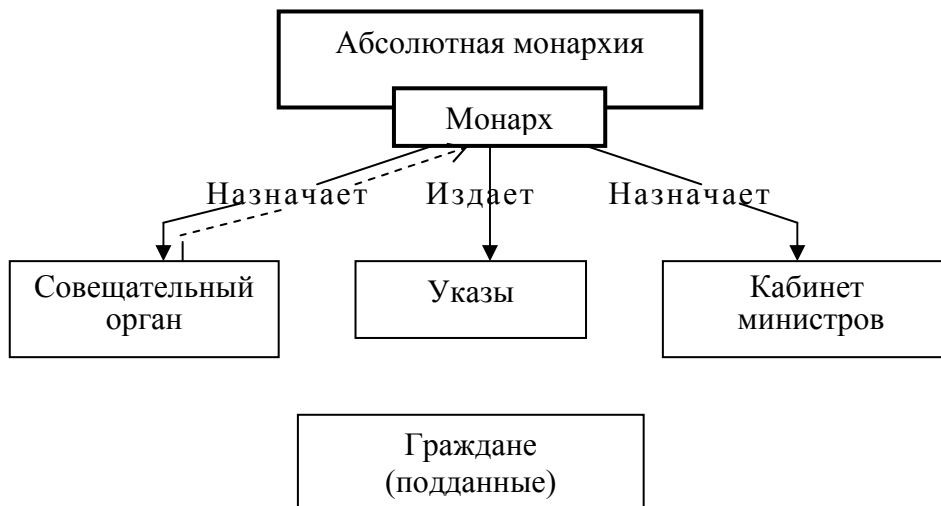 Абсолютная монархия
Монарх
Назначает Издает Назначает
Совещательный
орган
Указы
Кабинет
министров
Граждане
(подданные)